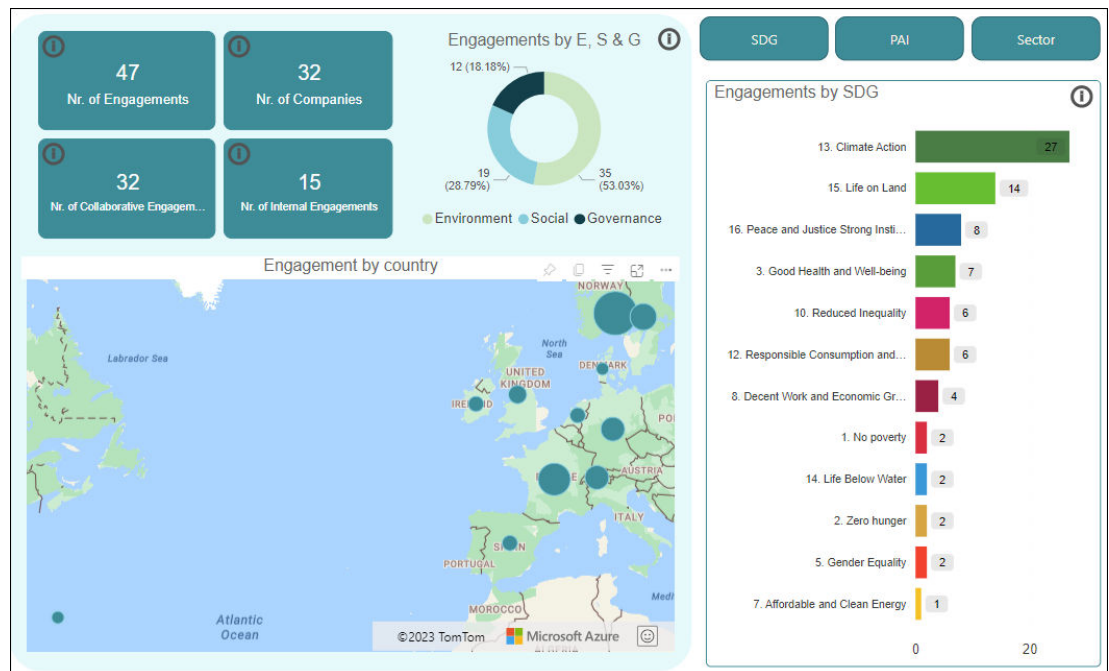 47
Nr. of Engagements
32
Nr. of Companies
32
Nr. of Collaborative Engagem...
15
Nr. of Internal Engagements
Engagements by E, S & G
12 (18.18%)
19
(28.79%)
35
(53.03%)
Environment Social Governance
SDG
PAI
Sector
Engagement by country
NORWAY
Labrador Sea
North
Sea
DENMARK
UNITED
KINGDOM
AUSTRIA
ITALY
PORTUGAL
MOROCCO
Atlantic
Ocean
©2023 TomTom
Microsoft Azure
Engagements by SDG
13. Climate Action 27
15. Life on Land 14
16. Peace and Justice Strong Insti... 8
3. Good Health and Well-being 7
10. Reduced Inequality 6
12. Responsible Consumption and... 6
8. Decent Work and Economic Gr... 4
1. No poverty 2
14. Life Below Water 2
2. Zero hunger 2
5. Gender Equality 2
7. Affordable and Clean Energy 1
0 20